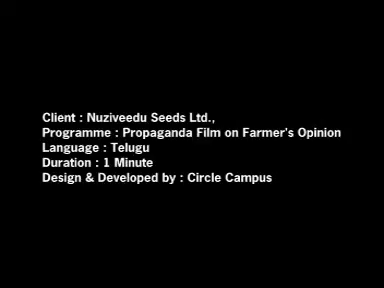 Client : Nuziveedu Seeds Ltd.,
Programme : Propaganda Film on Farmer's Opinion
Language : Telugu
Duration : 1 Minute
Design & Developed by : Circle Campus